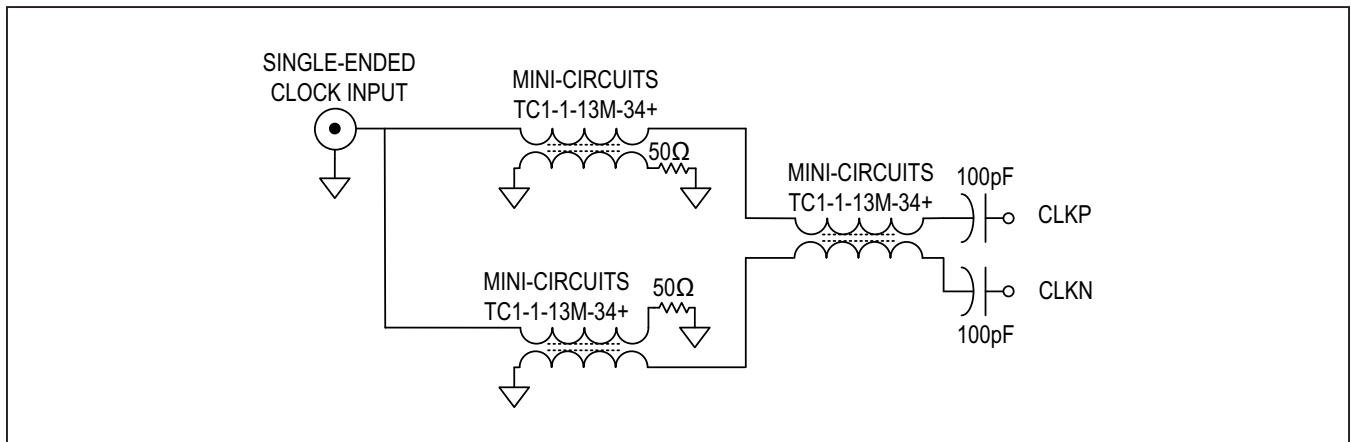 SINGLE-ENDED
CLOCK INPUT
MINI-CIRCUITS
TC1-1-13M-34+
50Ω
MINI-CIRCUITS
TC1-1-13M-34+
100pF
CLKP
MINI-CIRCUITS
TC1-1-13M-34+
50Ω
CLKN
100pF